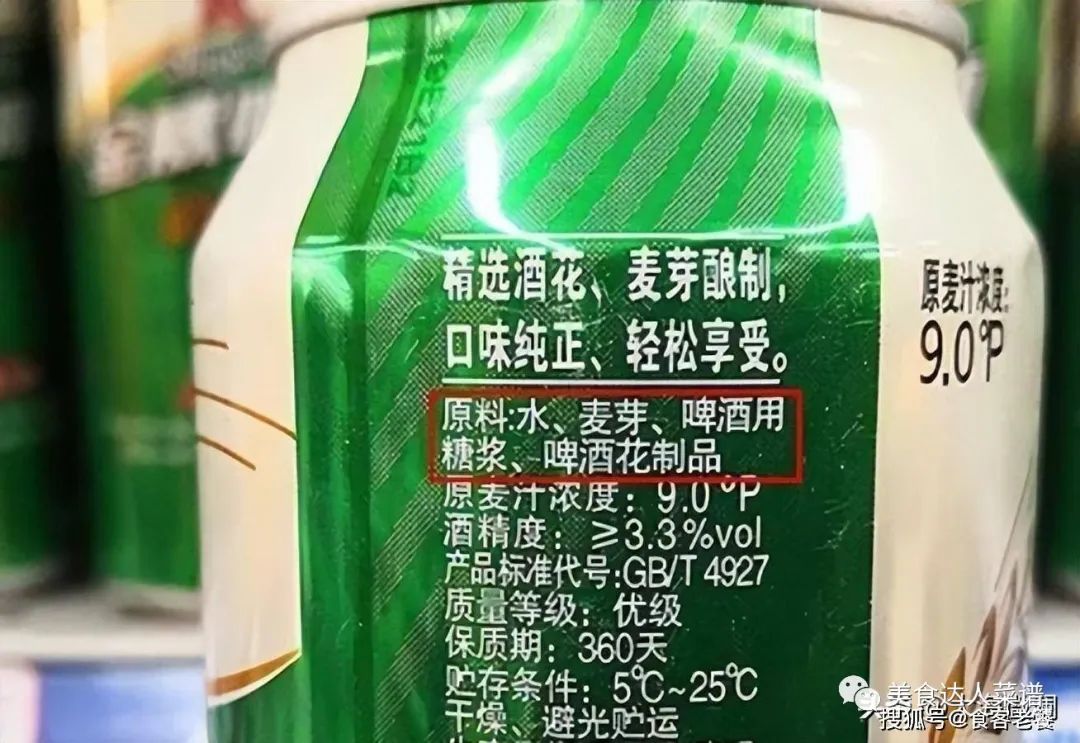 精选酒花、麦芽酿制，
口味纯正、轻松享受。
原料:水、麦芽、啤酒用
糖浆、啤酒花制品
原麦汁浓度：9.0°P
酒精度：≥3.3%vol
产品标准代号:GB/T 4927
质量等级：优级
保质期：360天
贮存条件：5℃~25℃
干燥、避光贮运
原麦汁浓度:
9.0°P
美食达人菜谱
搜狐号@食客老饕